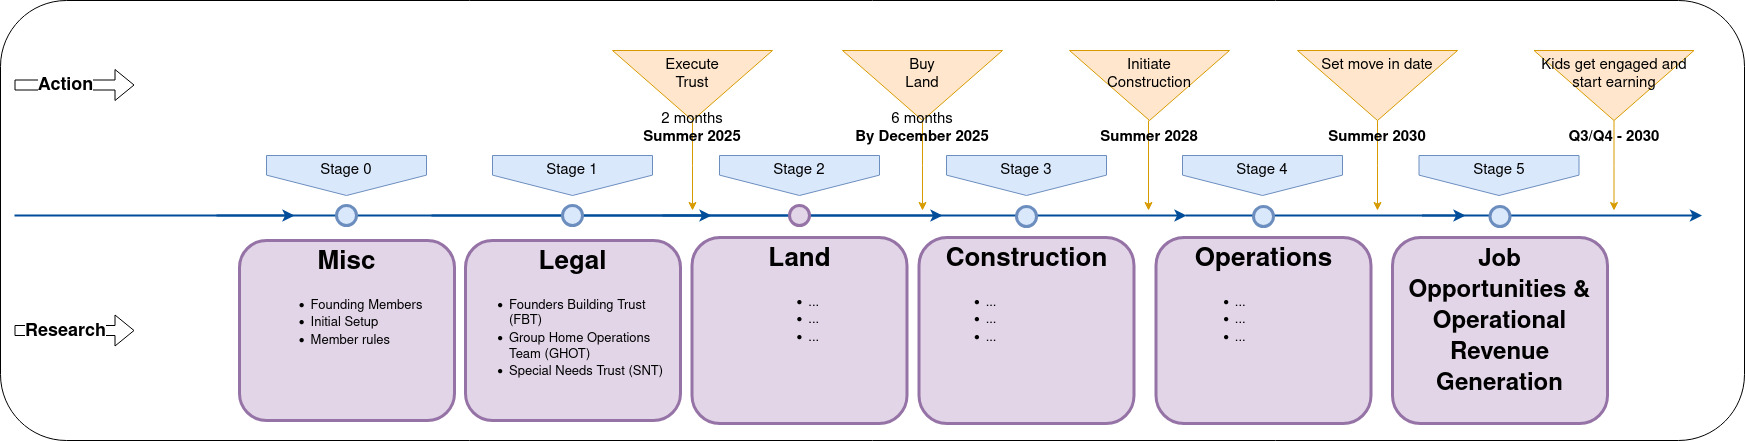 Action
Execute
Trust
2 months
Summer 2025
Buy
Land
6 months
By December 2025
Initiate
Construction
Summer 2028
Set move in date
Summer 2030
Kids get engaged and
start earning
Q3/Q4 - 2030
Stage 0
Stage 1
Stage 2
Stage 3
Stage 4
Stage 5
Research
Misc
• Founding Members
• Initial Setup
• Member rules
Legal
• Founders Building Trust
(FBT)
• Group Home Operations
Team (GHOT)
• Special Needs Trust (SNT)
Land
• ...
• ...
• ...
Construction
• ...
• ...
• ...
Operations
• ...
• ...
• ...
Job
Opportunities &
Operational
Revenue
Generation